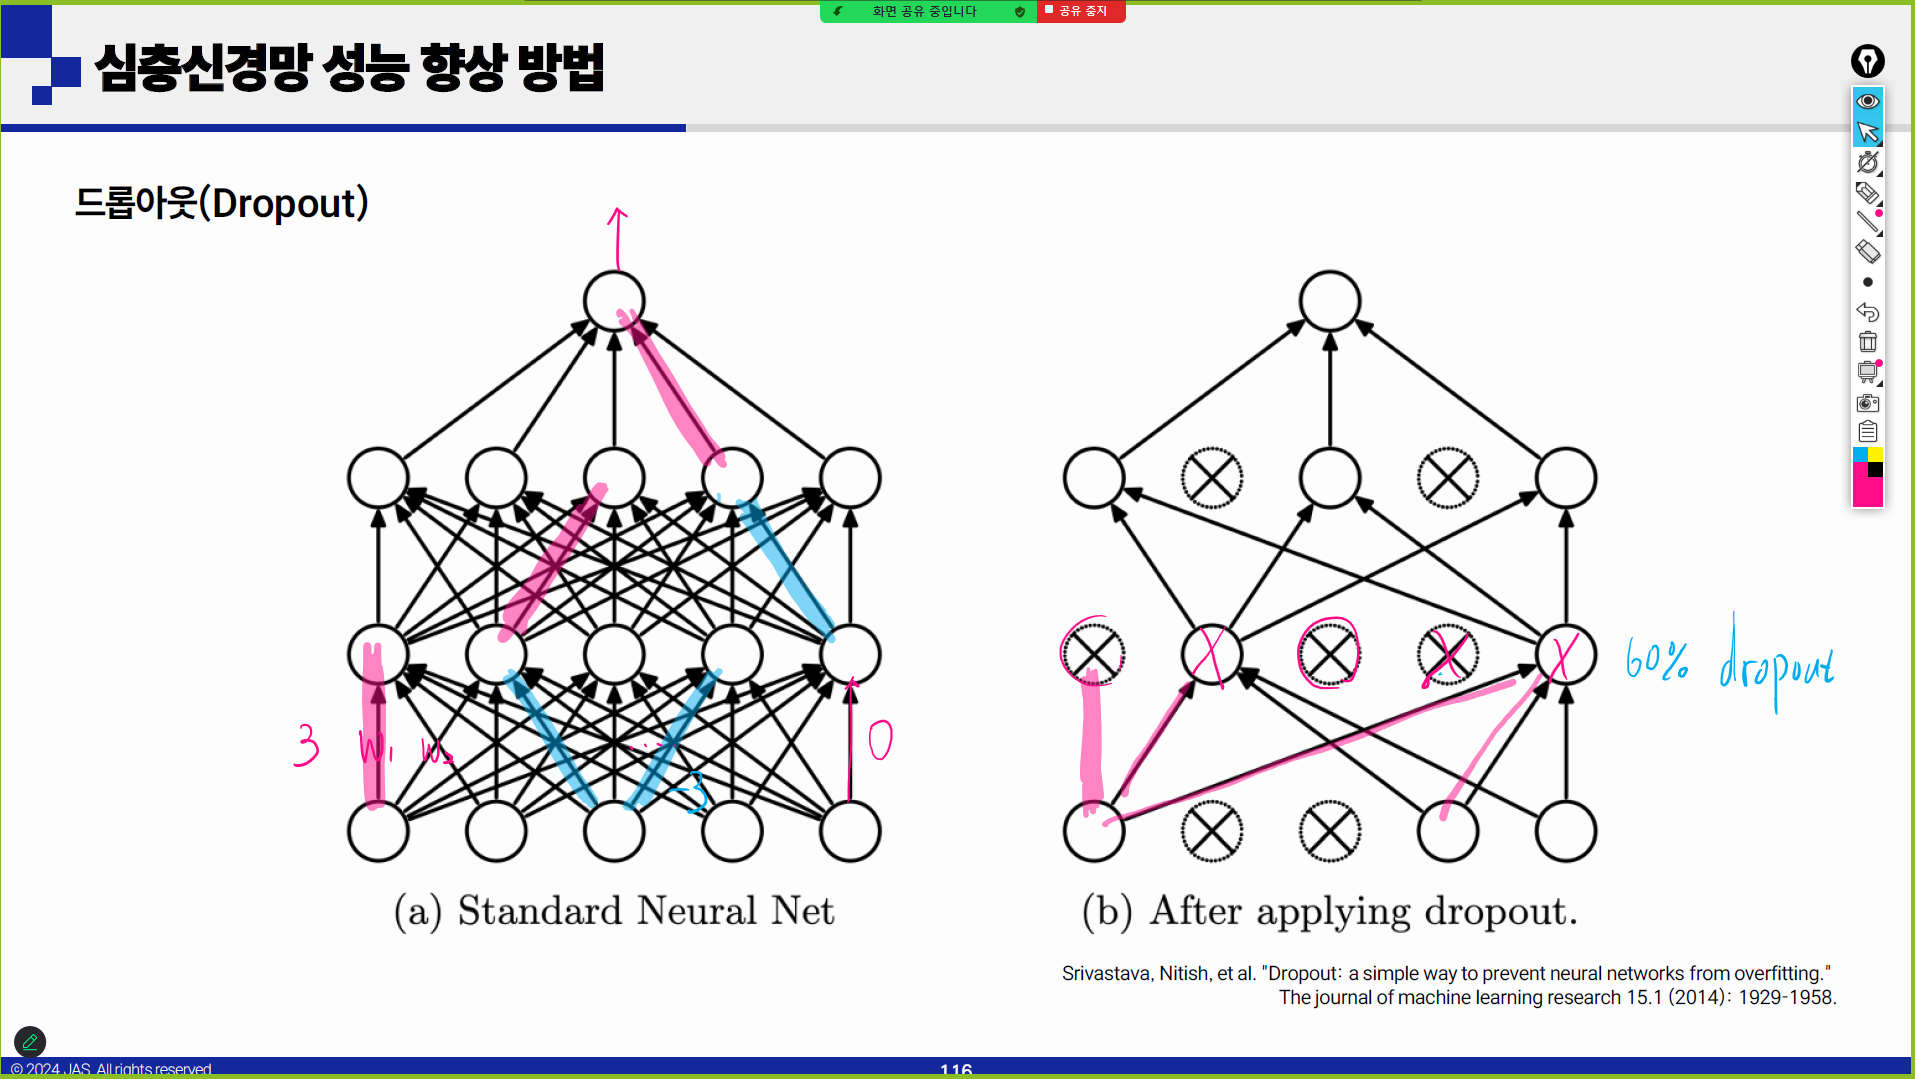 화면 공유 중입니다
공유 중지
심층신경망 성능 향상 방법
드롭아웃(Dropout)
3 W₁ W₂ ... -3 0
60% dropout
(a) Standard Neural Net
(b) After applying dropout.
Srivastava, Nitish, et al. "Dropout: a simple way to prevent neural networks from overfitting."
The journal of machine learning research 15.1 (2014): 1929-1958.
© 2024 JAS. All rights reserved
116